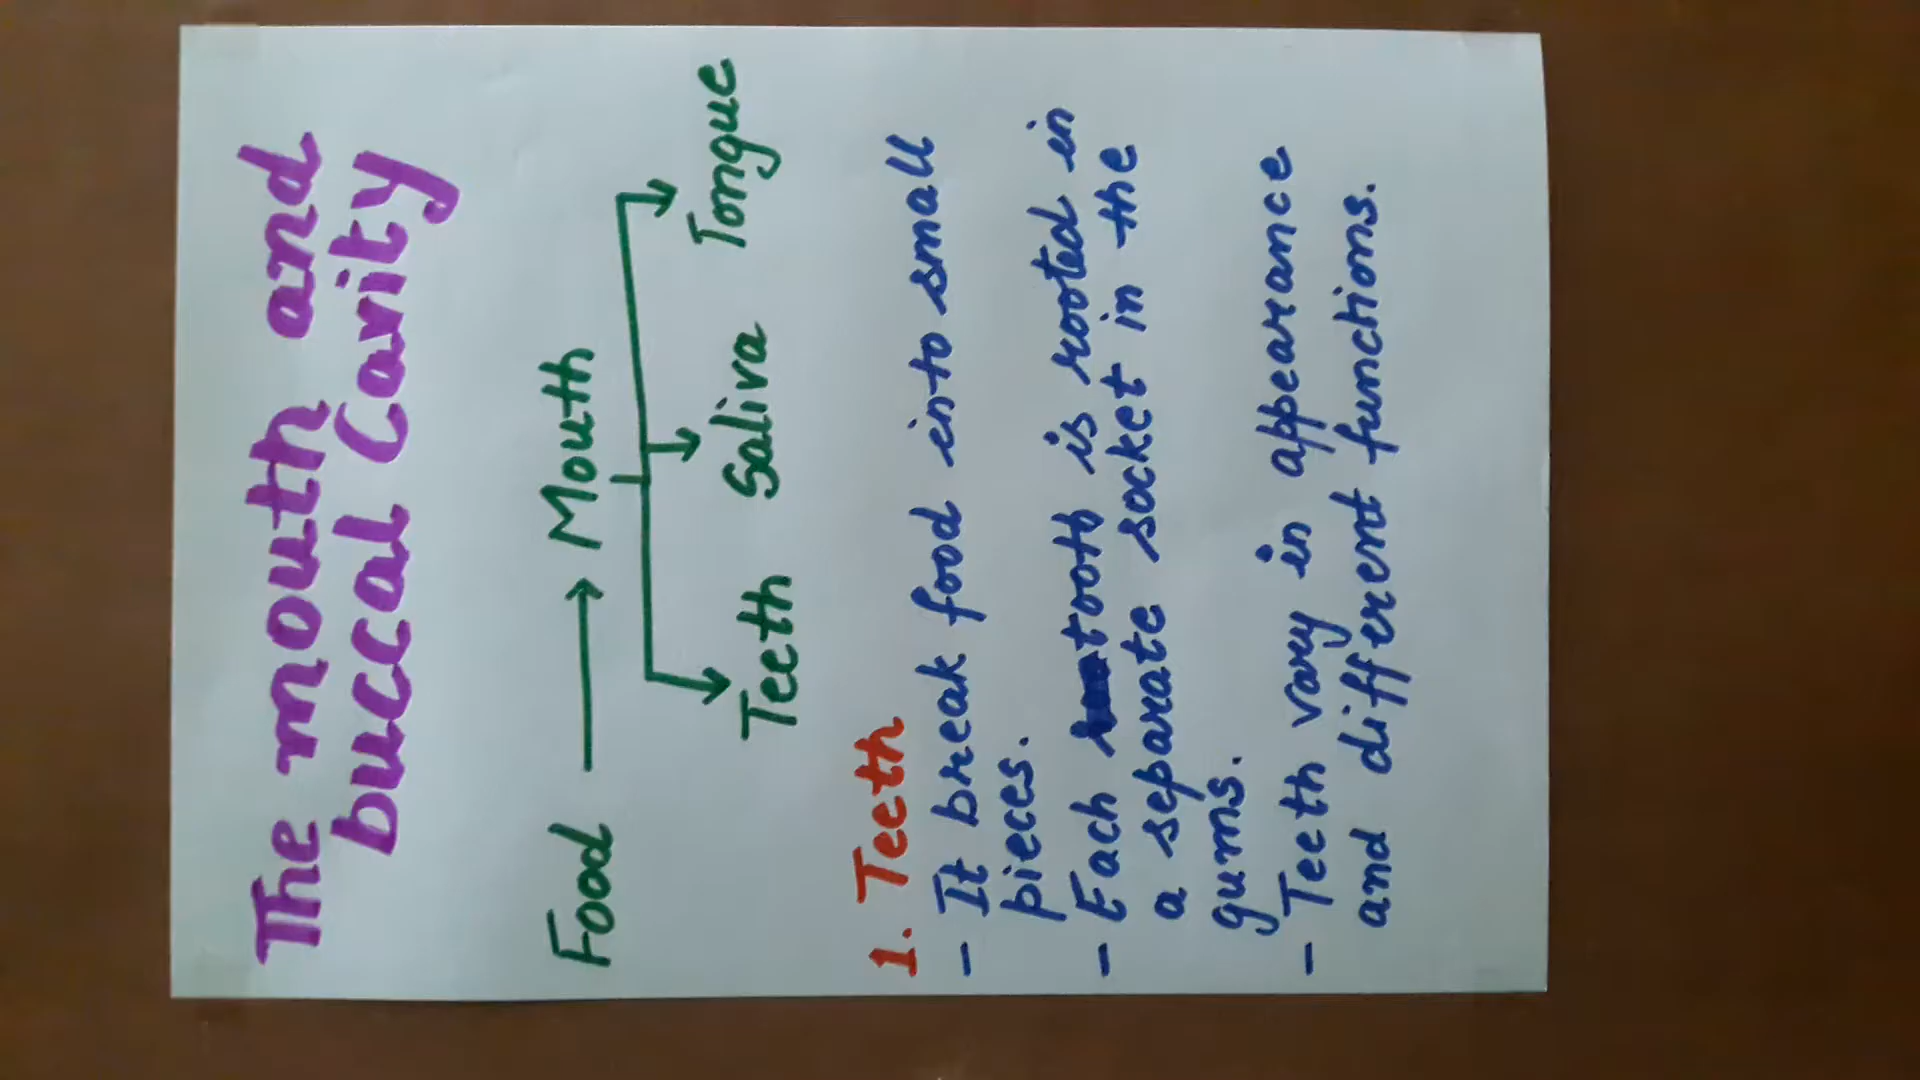 The mouth and
buccal Cavity
Food → Mouth
Teeth Saliva Tongue
1. Teeth
- It break food into small
pieces.
- Each tooth is rooted in
a separate socket in the
gums.
- Teeth vary in appearance
and different functions.